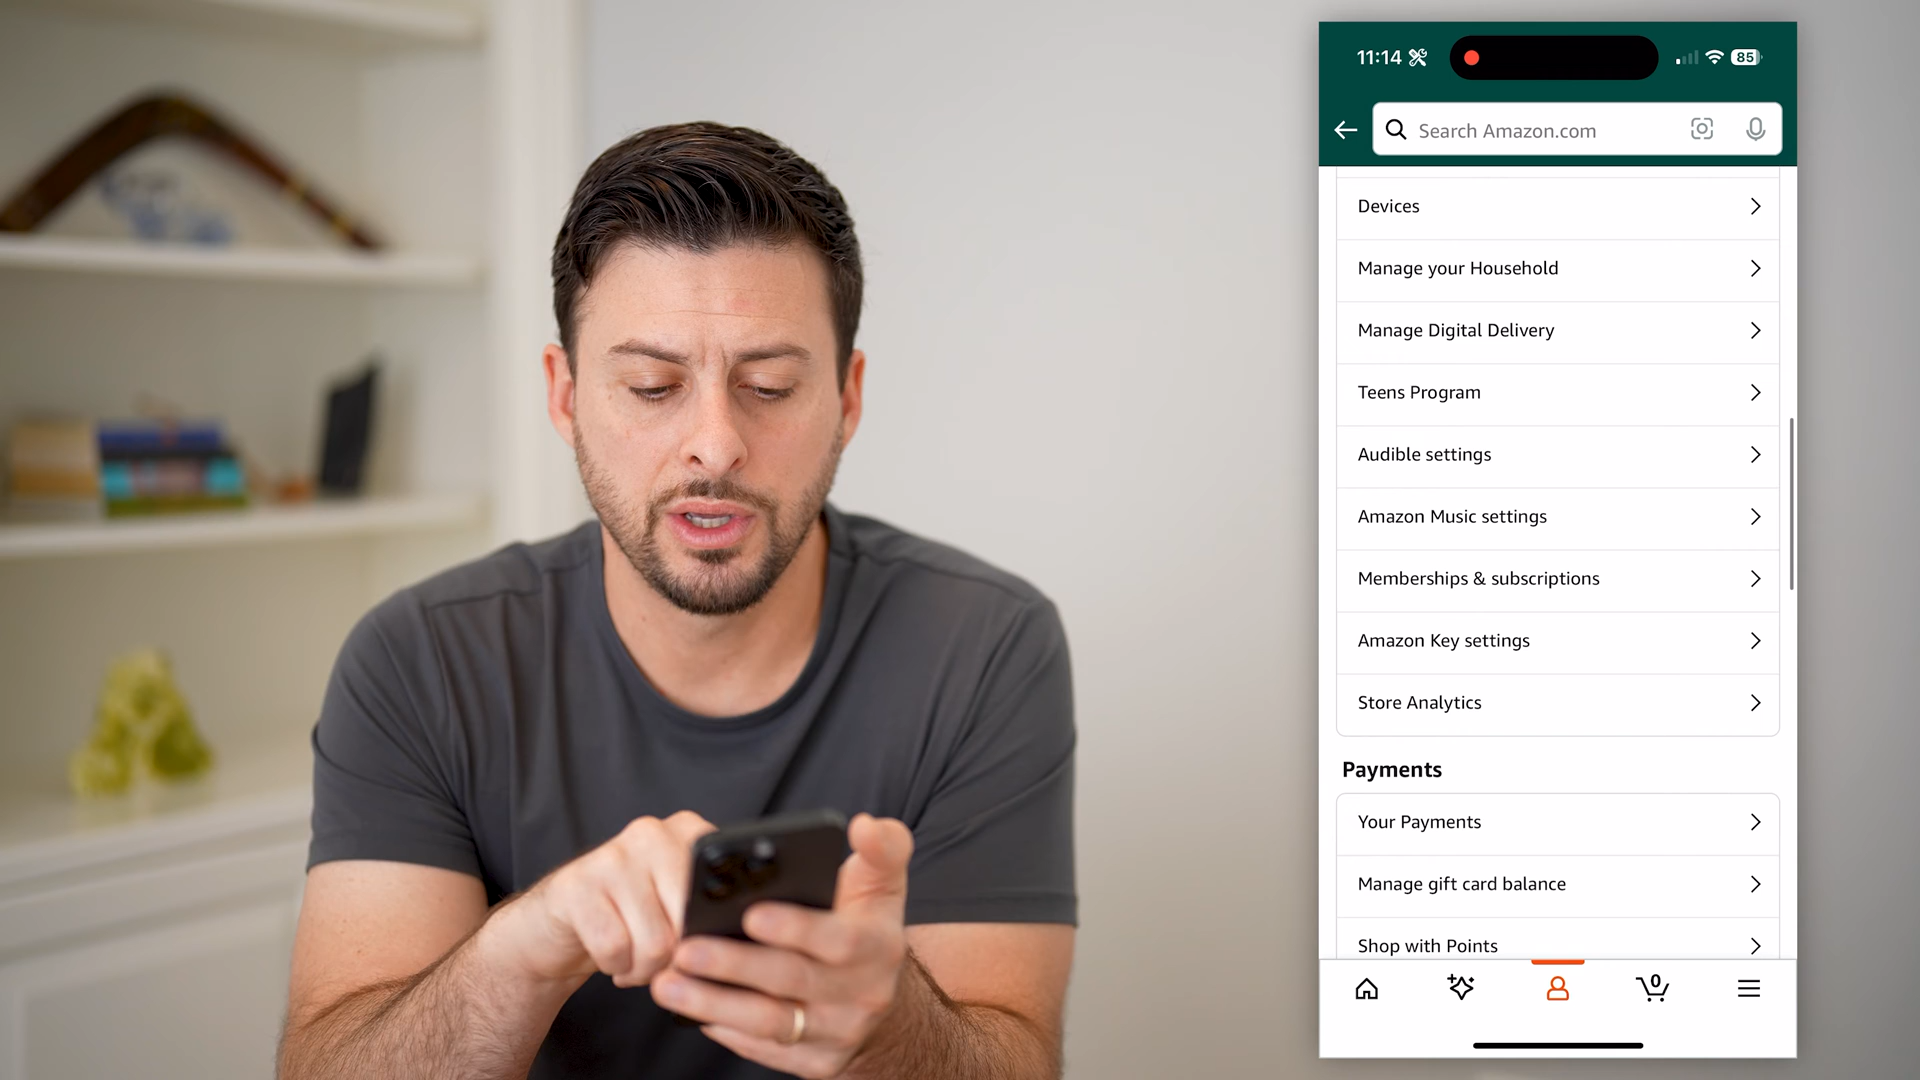 11:14
85
Search Amazon.com
Devices
Manage your Household
Manage Digital Delivery
Teens Program
Audible settings
Amazon Music settings
Memberships & subscriptions
Amazon Key settings
Store Analytics
Payments
Your Payments
Manage gift card balance
Shop with Points
0